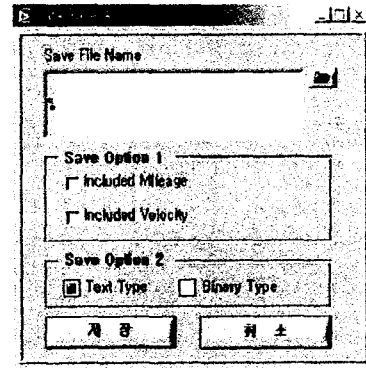 Save File Name
Save Option 1
Included Mileage
Included Velocity
Save Option 2
Text Type Binary Type
저 장 취 소